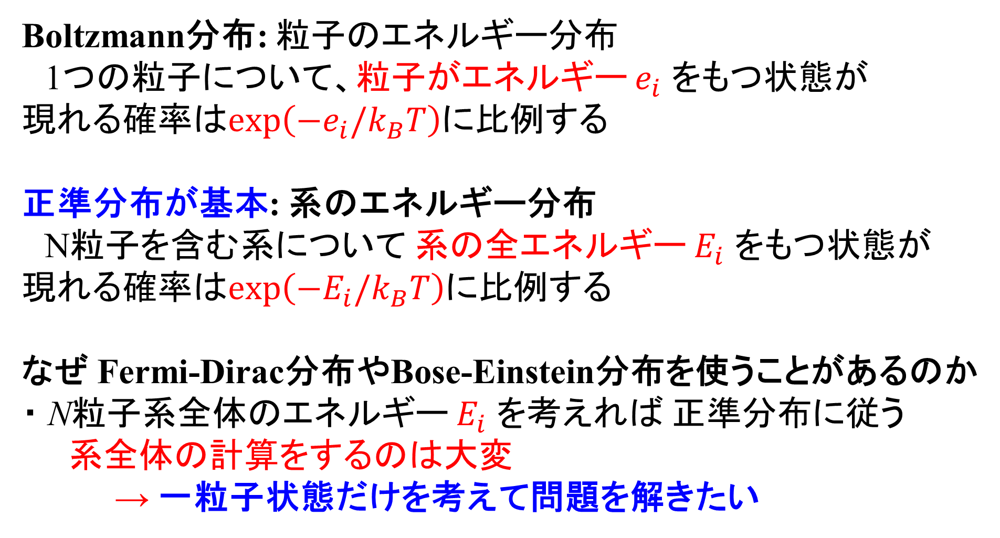 Boltzmann分布: 粒子のエネルギー分布
1つの粒子について、粒子がエネルギー e_i をもつ状態が
現れる確率はexp(−e_i/k_BT)に比例する
正準分布が基本: 系のエネルギー分布
N粒子を含む系について 系の全エネルギー E_i をもつ状態が
現れる確率はexp(−E_i/k_BT)に比例する
なぜ Fermi-Dirac分布やBose-Einstein分布を使うことがあるのか
・N粒子系全体のエネルギー E_i を考えれば 正準分布に従う
系全体の計算をするのは大変
→ 一粒子状態だけを考えて問題を解きたい